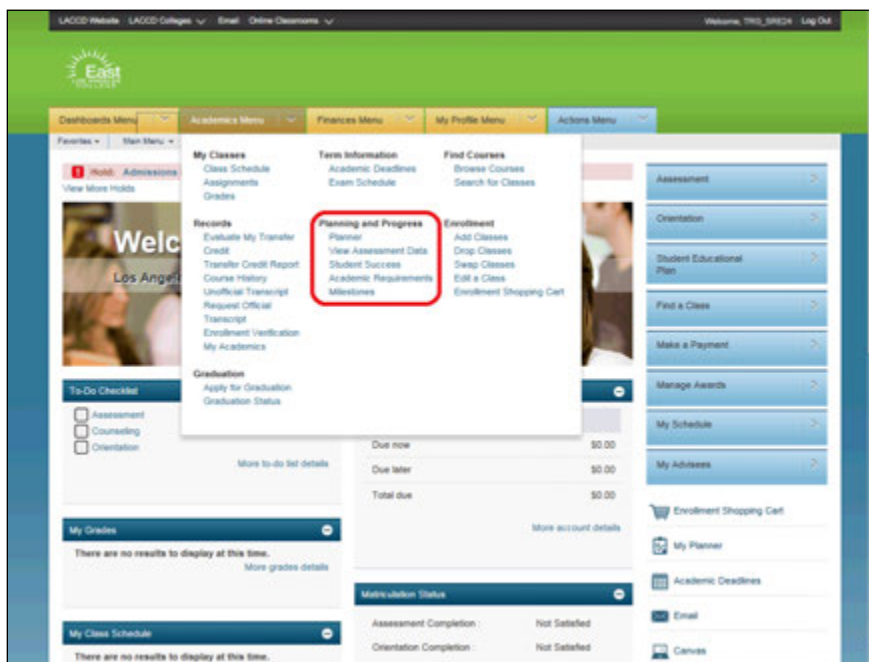 LACCD Website LACCD Colleges Email Online Classrooms Welcome, TRG_SRE24 Log Out
East
LOS ANGELES
COLLEGE
Dashboards Menu Academics Menu Finances Menu My Profile Menu Actions Menu
Favorites Main Menu
Hold: Admissions
View More Holds
Welc
Los Angel
My Classes
Class Schedule
Assignments
Grades
Term Information
Academic Deadlines
Exam Schedule
Find Courses
Browse Courses
Search for Classes
Records
Evaluate My Transfer
Credit
Transfer Credit Report
Course History
Unofficial Transcript
Request Official
Transcript
Enrollment Verification
My Academics
Planning and Progress
Planner
View Assessment Data
Student Success
Academic Requirements
Milestones
Enrollment
Add Classes
Drop Classes
Swap Classes
Edit a Class
Enrollment Shopping Cart
Graduation
Apply for Graduation
Graduation Status
To-Do Checklist
Assessment
Counseling
Orientation
More to-do list details
My Grades
There are no results to display at this time.
More grades details
My Class Schedule
There are no results to display at this time.
Due now $0.00
Due later $0.00
Total due $0.00
More account details
Matriculation Status
Assessment Completion : Not Satisfied
Orientation Completion : Not Satisfied
Assessment
Orientation
Student Educational
Plan
Find a Class
Make a Payment
Manage Awards
My Schedule
My Advisees
Enrollment Shopping Cart
My Planner
Academic Deadlines
Email
Canvas